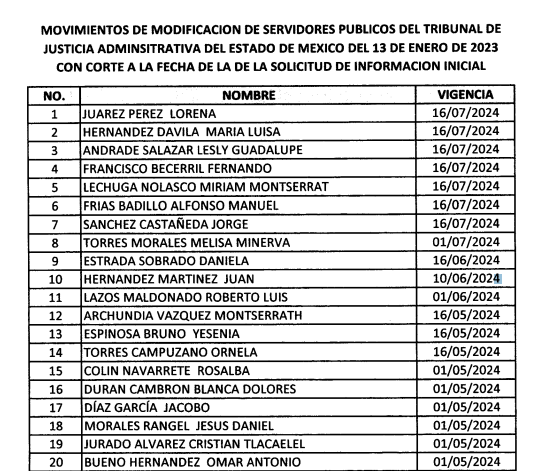 MOVIMIENTOS DE MODIFICACION DE SERVIDORES PUBLICOS DEL TRIBUNAL DE
JUSTICIA ADMINSITRATIVA DEL ESTADO DE MEXICO DEL 13 DE ENERO DE 2023
CON CORTE A LA FECHA DE LA DE LA SOLICITUD DE INFORMACION INICIAL
NO. NOMBRE VIGENCIA
1 JUAREZ PEREZ LORENA 16/07/2024
2 HERNANDEZ DAVILA MARIA LUISA 16/07/2024
3 ANDRADE SALAZAR LESLY GUADALUPE 16/07/2024
4 FRANCISCO BECERRIL FERNANDO 16/07/2024
5 LECHUGA NOLASCO MIRIAM MONTSERRAT 16/07/2024
6 FRIAS BADILLO ALFONSO MANUEL 16/07/2024
7 SANCHEZ CASTAÑEDA JORGE 16/07/2024
8 TORRES MORALES MELISA MINERVA 01/07/2024
9 ESTRADA SOBRADO DANIELA 16/06/2024
10 HERNANDEZ MARTINEZ JUAN 10/06/2024
11 LAZOS MALDONADO ROBERTO LUIS 01/06/2024
12 ARCHUNDIA VAZQUEZ MONTSERRATH 16/05/2024
13 ESPINOSA BRUNO YESENIA 16/05/2024
14 TORRES CAMPUZANO ORNELA 16/05/2024
15 COLIN NAVARRETE ROSALBA 01/05/2024
16 DURAN CAMBRON BLANCA DOLORES 01/05/2024
17 DÍAZ GARCÍA JACOBO 01/05/2024
18 MORALES RANGEL JESUS DANIEL 01/05/2024
19 JURADO ALVAREZ CRISTIAN TLACAELEL 01/05/2024
20 BUENO HERNANDEZ OMAR ANTONIO 01/05/2024